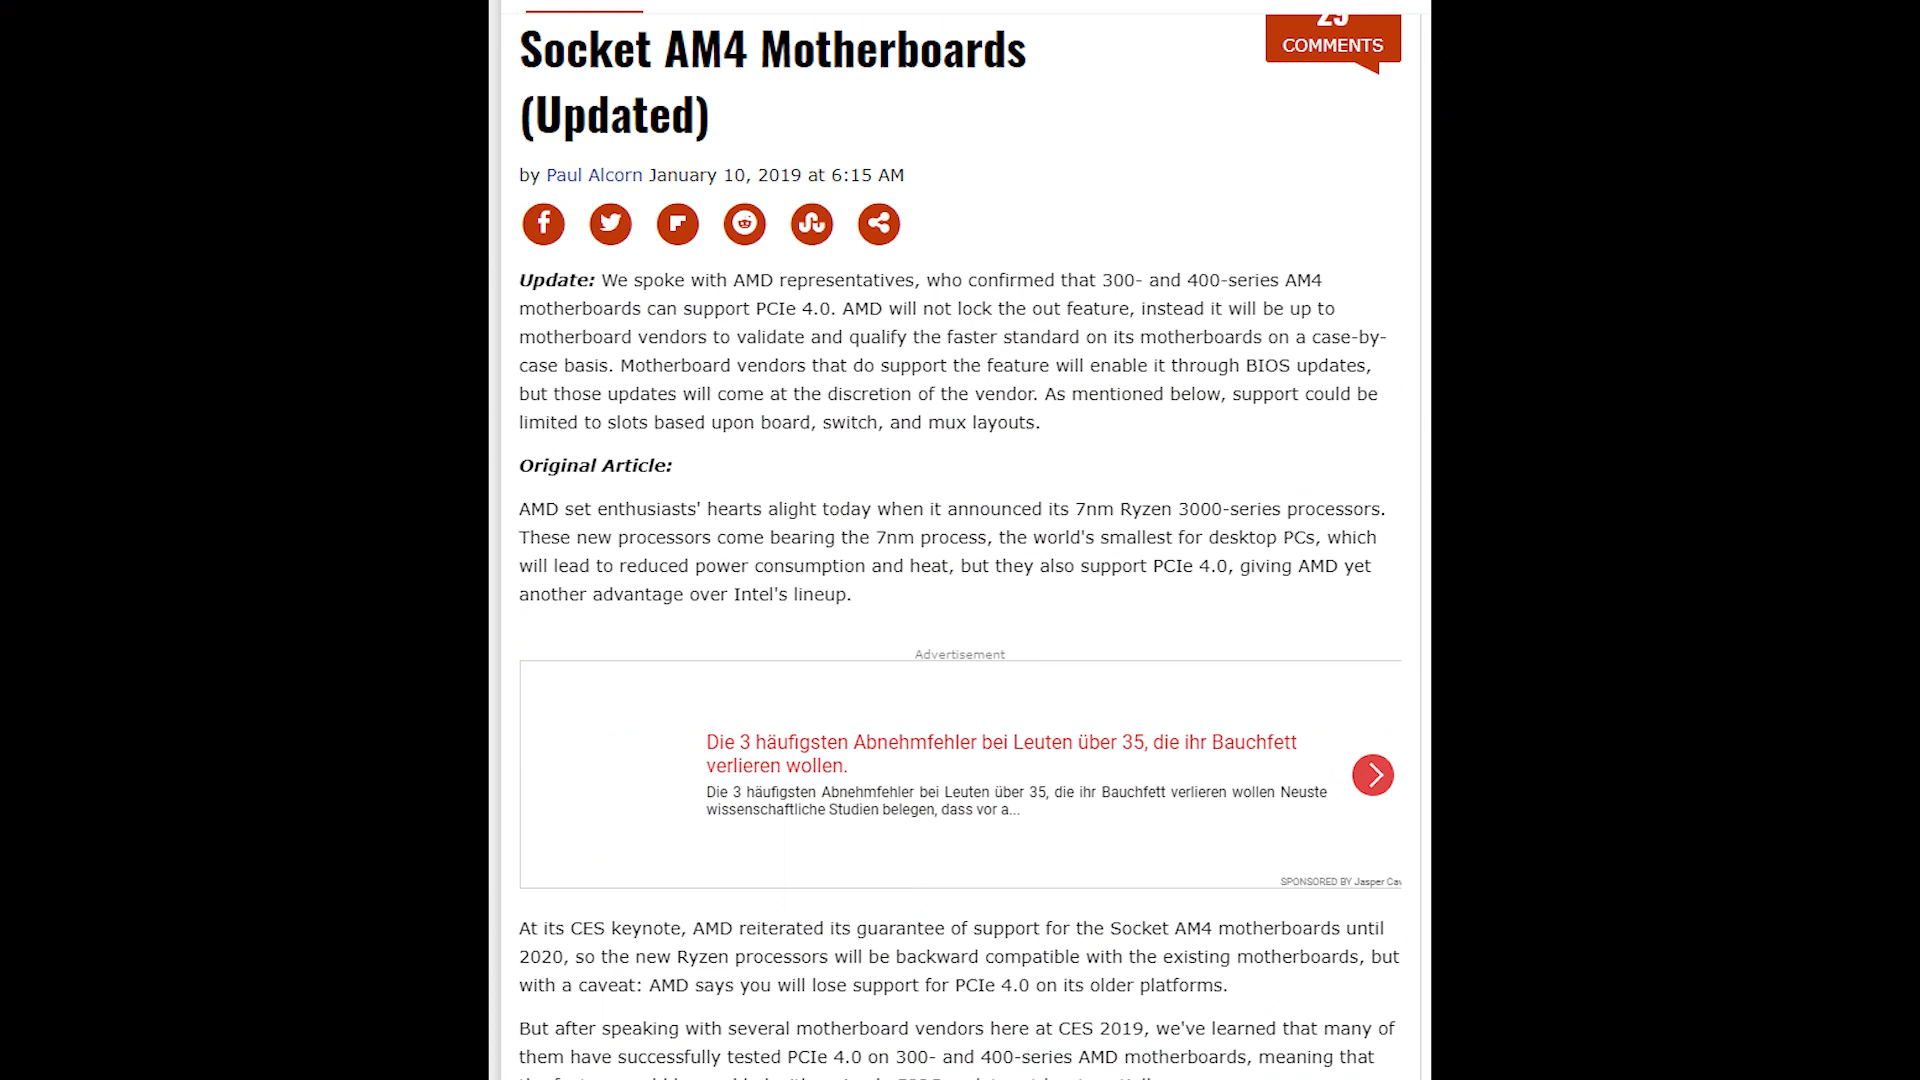 Socket AM4 Motherboards
(Updated)
COMMENTS
by Paul Alcorn January 10, 2019 at 6:15 AM
Update: We spoke with AMD representatives, who confirmed that 300- and 400-series AM4
motherboards can support PCIe 4.0. AMD will not lock the out feature, instead it will be up to
motherboard vendors to validate and qualify the faster standard on its motherboards on a case-by-
case basis. Motherboard vendors that do support the feature will enable it through BIOS updates,
but those updates will come at the discretion of the vendor. As mentioned below, support could be
limited to slots based upon board, switch, and mux layouts.
Original Article:
AMD set enthusiasts' hearts alight today when it announced its 7nm Ryzen 3000-series processors.
These new processors come bearing the 7nm process, the world's smallest for desktop PCs, which
will lead to reduced power consumption and heat, but they also support PCIe 4.0, giving AMD yet
another advantage over Intel's lineup.
Advertisement
Die 3 häufigsten Abnehmfehler bei Leuten über 35, die ihr Bauchfett
verlieren wollen.
Die 3 häufigsten Abnehmfehler bei Leuten über 35, die ihr Bauchfett verlieren wollen Neuste
wissenschaftliche Studien belegen, dass vor a...
SPONSORED BY Jasper Cav
At its CES keynote, AMD reiterated its guarantee of support for the Socket AM4 motherboards until
2020, so the new Ryzen processors will be backward compatible with the existing motherboards, but
with a caveat: AMD says you will lose support for PCIe 4.0 on its older platforms.
But after speaking with several motherboard vendors here at CES 2019, we've learned that many of
them have successfully tested PCIe 4.0 on 300- and 400-series AMD motherboards, meaning that